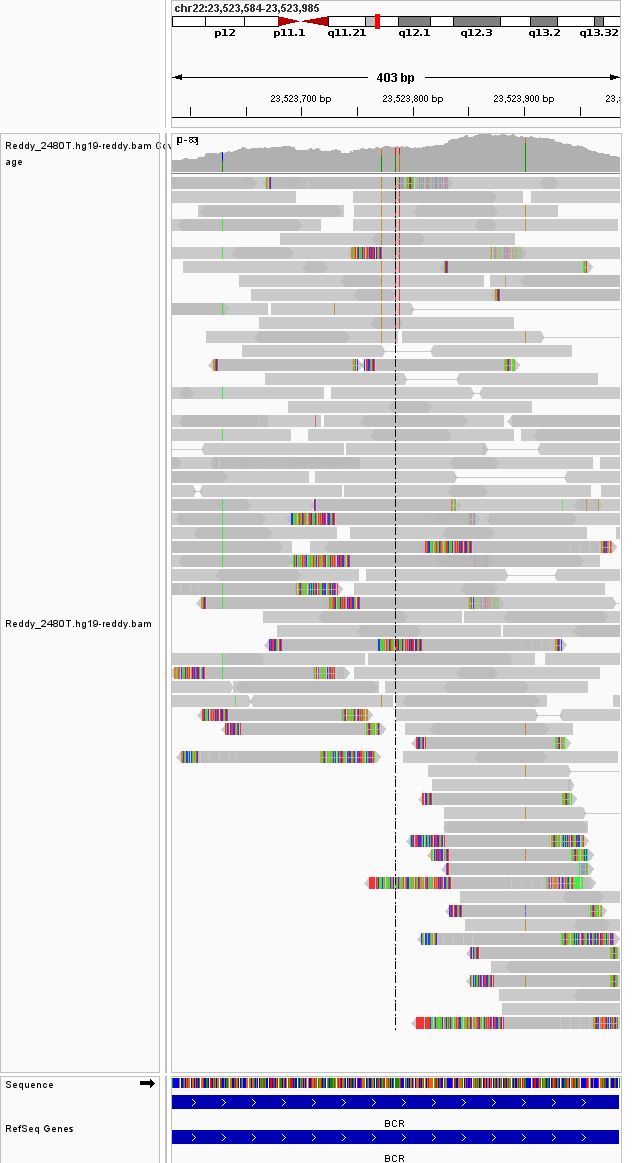 chr22:23,523,584-23,523,985
p12 p11.1 q11.21 q12.1 q12.3 q13.2 q13.32
403 bp
23,523,700 bp 23,523,800 bp 23,523,900 bp
[0 - 83]
Reddy_2480T.hg19-reddy.bam Cov
age
Reddy_2480T.hg19-reddy.bam
Sequence
BCR
RefSeq Genes
BCR